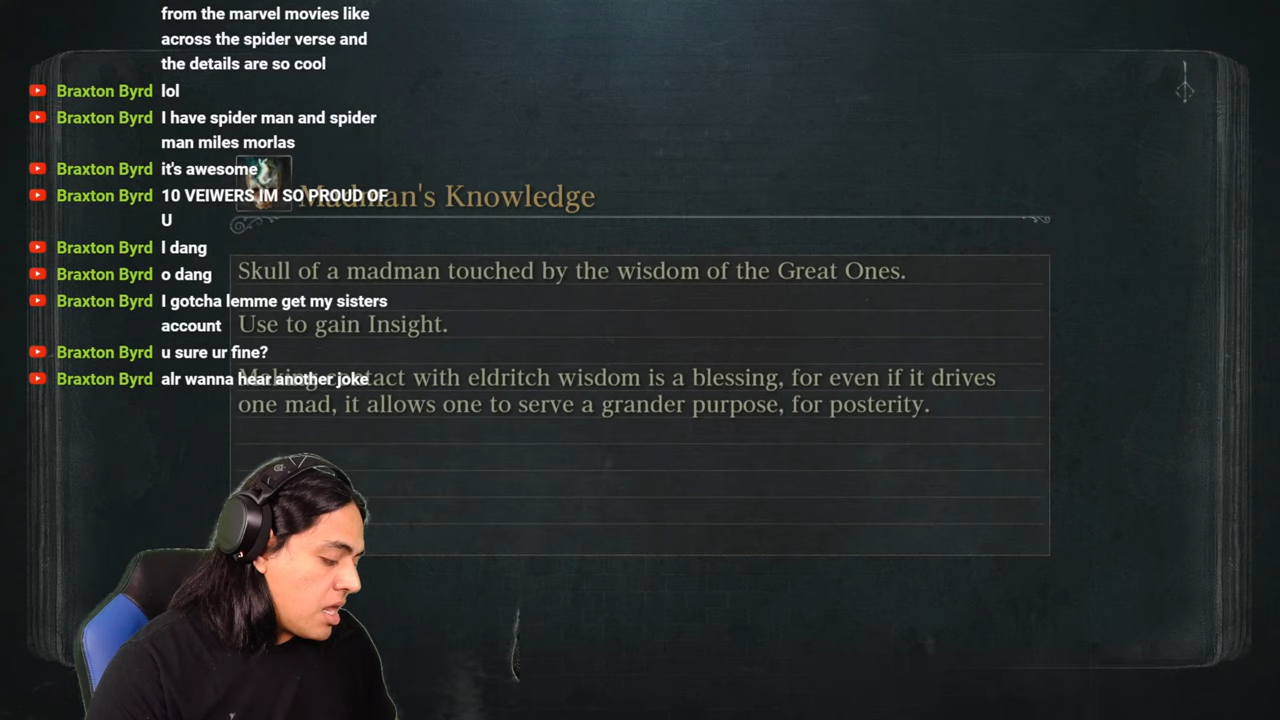 from the marvel movies like
across the spider verse and
the details are so cool
Braxton Byrd lol
Braxton Byrd I have spider man and spider
man miles morlas
Braxton Byrd it's awesome
Braxton Byrd 10 VEIWERS IM SO PROUD OF
U
Madman's Knowledge
Braxton Byrd l dang
Braxton Byrd o dang
Braxton Byrd I gotcha lemme get my sisters
account
Braxton Byrd u sure ur fine?
Braxton Byrd alr wanna hear another joke
Skull of a madman touched by the wisdom of the Great Ones.
Use to gain Insight.
Making contact with eldritch wisdom is a blessing, for even if it drives
one mad, it allows one to serve a grander purpose, for posterity.